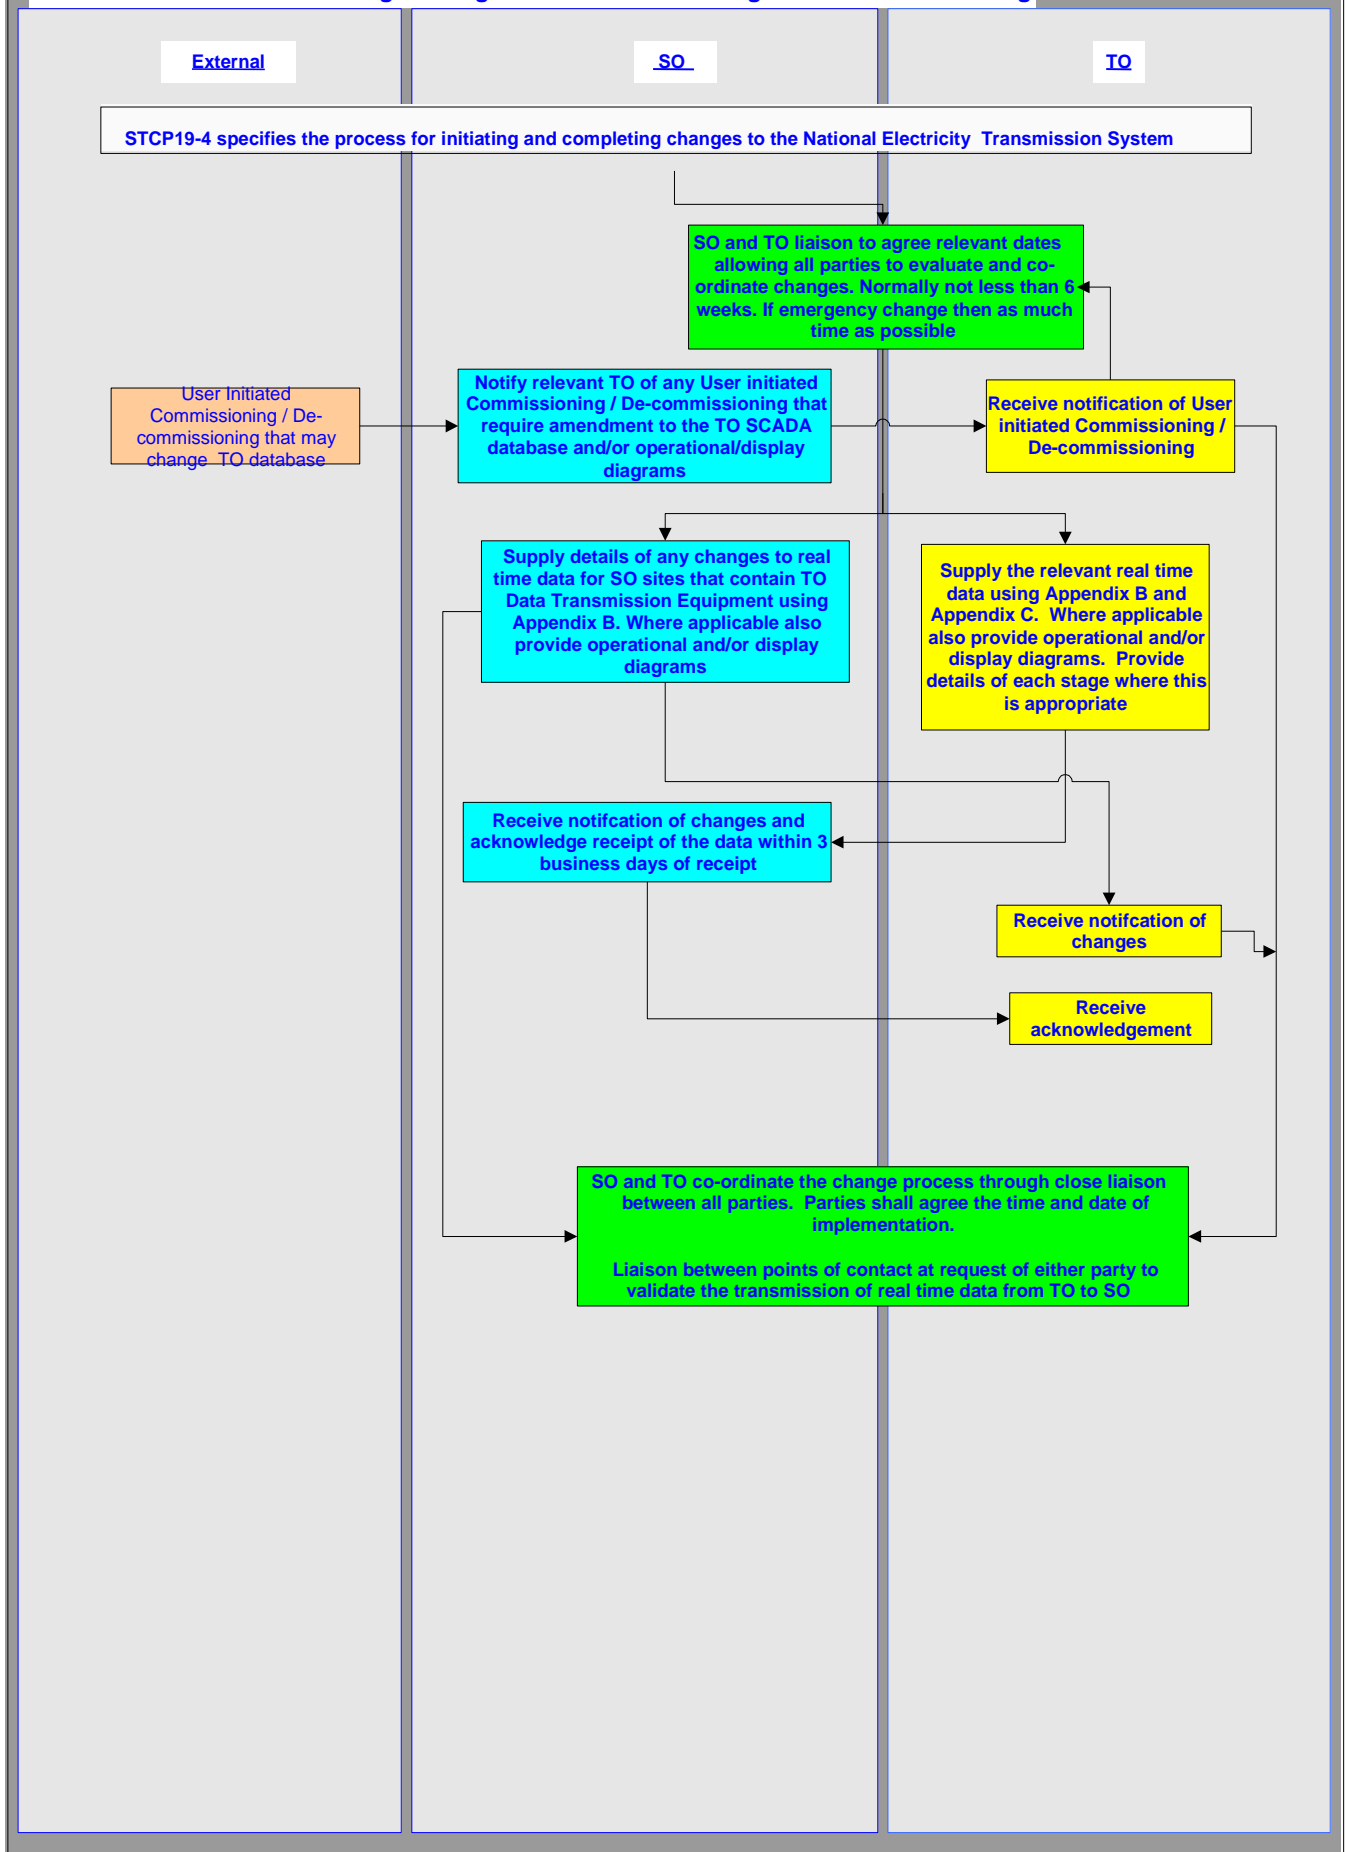 External
SO
TO
STCP19-4 specifies the process for initiating and completing changes to the National Electricity Transmission System
SO and TO liaison to agree relevant dates
allowing all parties to evaluate and co-
ordinate changes. Normally not less than 6
weeks. If emergency change then as much
time as possible
User Initiated
Commissioning / De-
commissioning that may
change TO database
Notify relevant TO of any User initiated
Commissioning / De-commissioning that
require amendment to the TO SCADA
database and/or operational/display
diagrams
Receive notification of User
initiated Commissioning /
De-commissioning
Supply details of any changes to real
time data for SO sites that contain TO
Data Transmission Equipment using
Appendix B. Where applicable also
provide operational and/or display
diagrams
Supply the relevant real time
data using Appendix B and
Appendix C. Where applicable
also provide operational and/or
display diagrams. Provide
details of each stage where this
is appropriate
Receive notifcation of changes and
acknowledge receipt of the data within 3
business days of receipt
Receive notifcation of
changes
Receive
acknowledgement
SO and TO co-ordinate the change process through close liaison
between all parties. Parties shall agree the time and date of
implementation.
Liaison between points of contact at request of either party to
validate the transmission of real time data from TO to SO